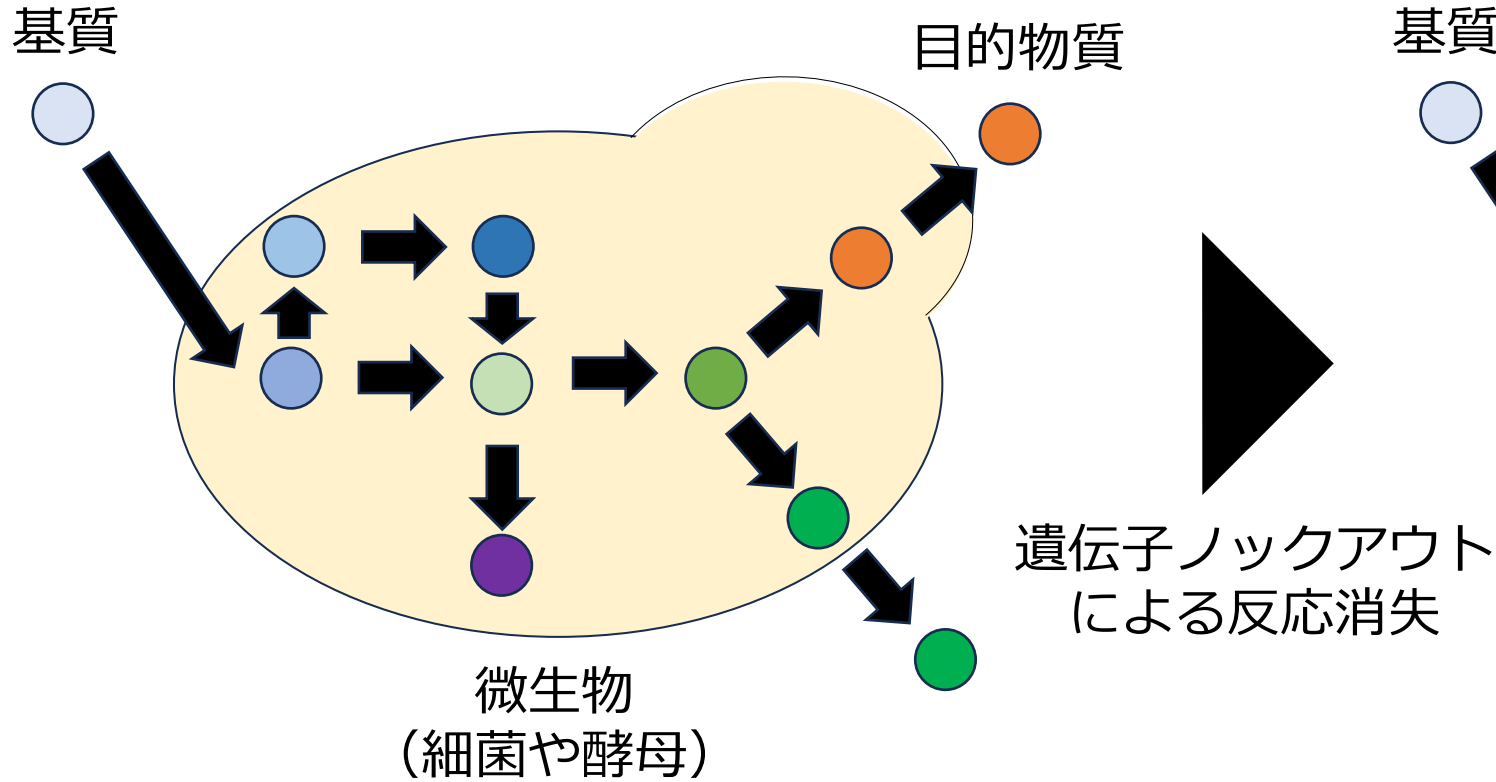 基質
目的物質
基質
遺伝子ノックアウト
による反応消失
微生物
(細菌や酵母)